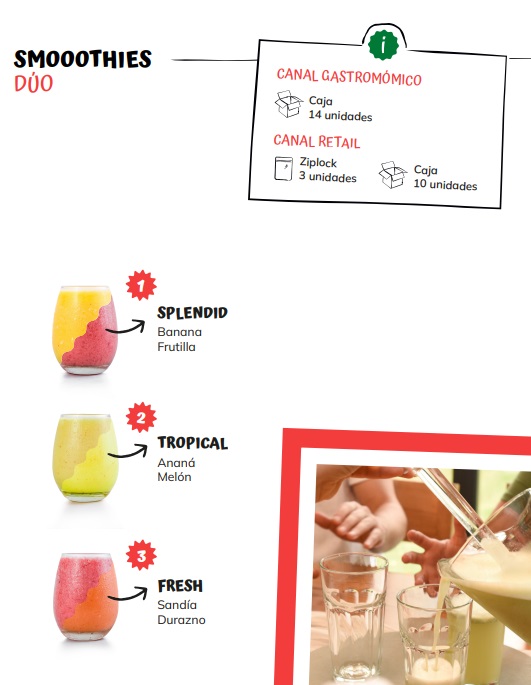 SMOOOTHIES
DÚO
i
CANAL GASTROMÓMICO
Caja
14 unidades
CANAL RETAIL
Ziplock
3 unidades
Caja
10 unidades
1
SPLENDID
Banana
Frutilla
2
TROPICAL
Ananá
Melón
3
FRESH
Sandía
Durazno